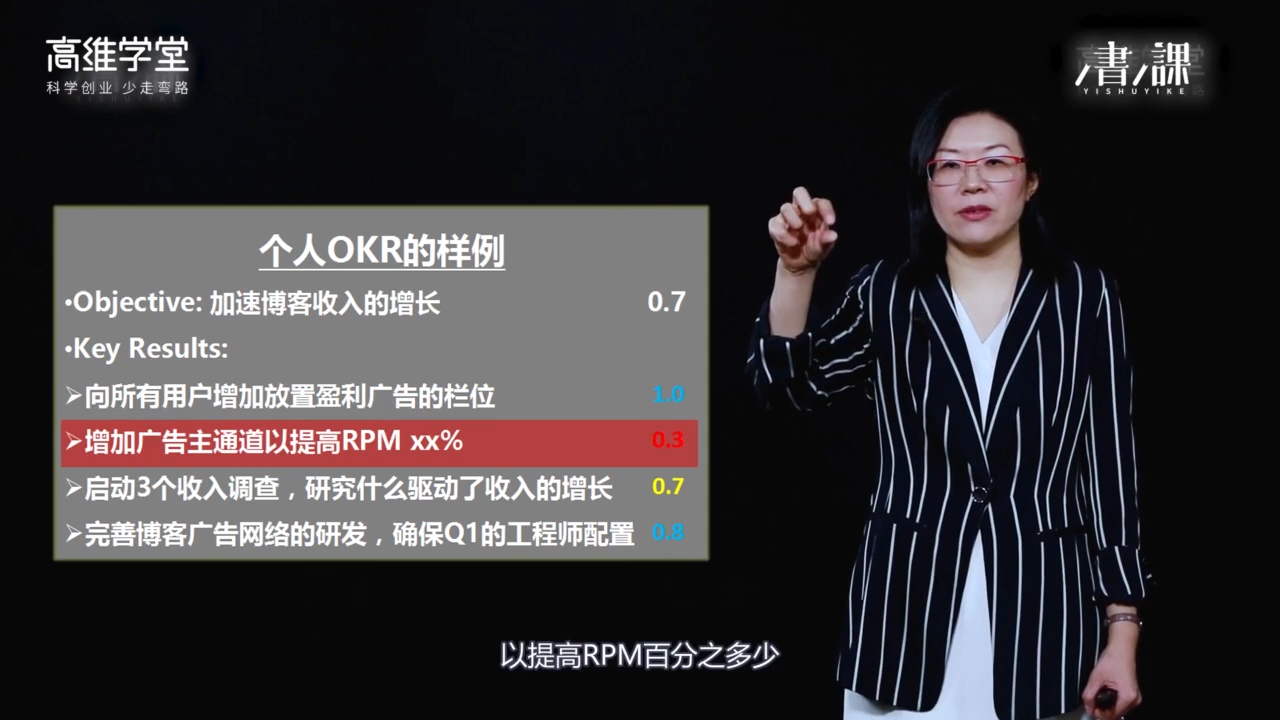 高维学堂
科学创业 少走弯路
書課
YISHUYIKE
个人OKR的样例
•Objective: 加速博客收入的增长 0.7
•Key Results:
➢向所有用户增加放置盈利广告的栏位 1.0
➢增加广告主通道以提高RPM xx% 0.3
➢启动3个收入调查，研究什么驱动了收入的增长 0.7
➢完善博客广告网络的研发，确保Q1的工程师配置 0.8
以提高RPM百分之多少